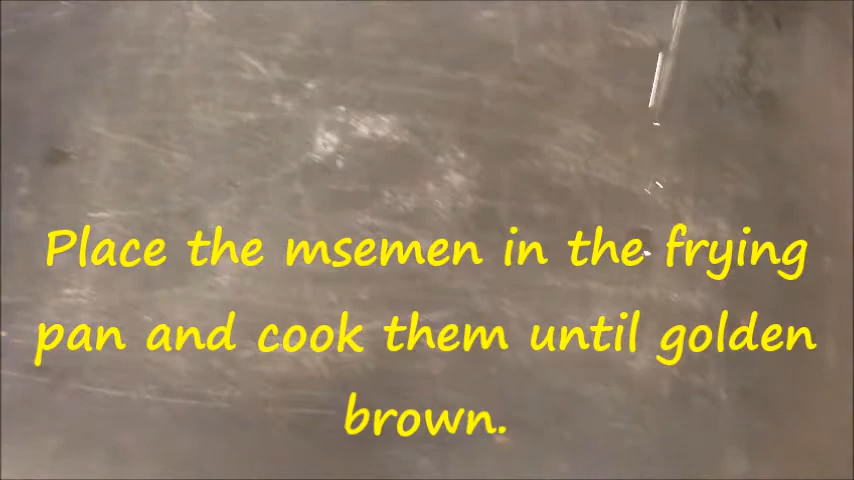 Place the msemen in the frying
pan and cook them until golden
brown.